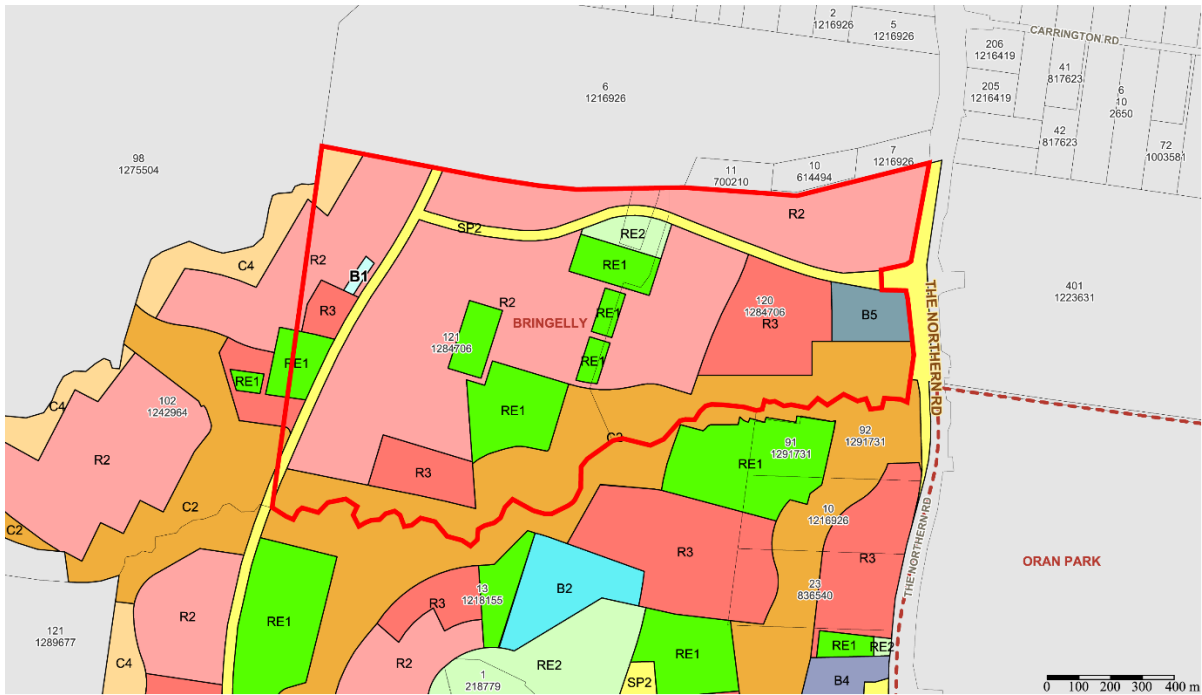 2
1216926
5
1216926
CARRINGTON RD
206
1216419
41
817623
6
1216926
205
1216419
6
10
2650
42
817623
72
1003581
7
1216926
98
1275504
11
700210
10
614494
R2
SP2
RE2
C4
R2
B1
RE1
401
1223631
THE NORTHERN RD
R3
R2
BRINGELLY
RE1
120
1284706
R3
B5
121
1284706
RE1
RE1
RE1
C4
102
1242964
RE1
C2
92
1291731
91
1291731
R2
R3
RE1
C2
C2
10
1216926
THE NORTHERN RD
R3
R3
ORAN PARK
B2
13
1218155
23
836540
R3
R2
RE1
121
1289677
C4
R2
RE2
RE1
RE1
RE2
1
218779
SP2
B4
0 100 200 300 400 m